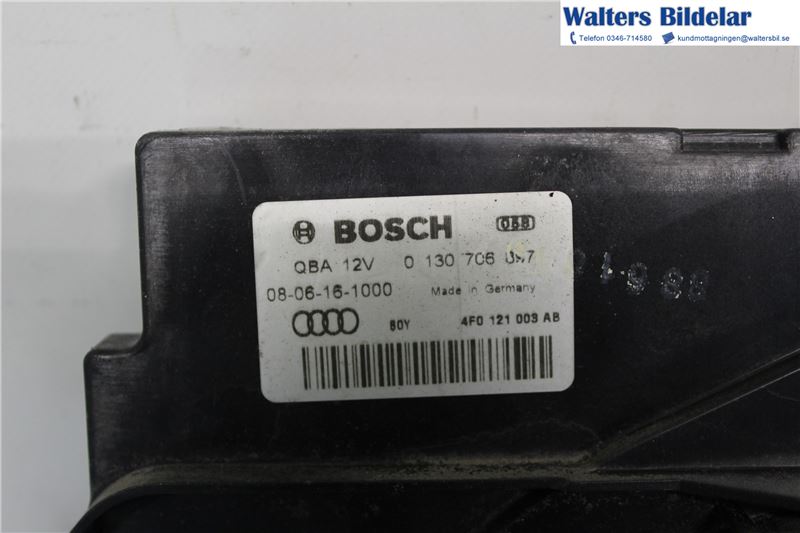 Walters Bildelar
Telefon 0346-714580 kundmottagningen@waltersbil.se
BOSCH 088
QBA 12V 0 130 706
08-06-16-1000 Made in Germany
80Y 4F0 121 003 AB